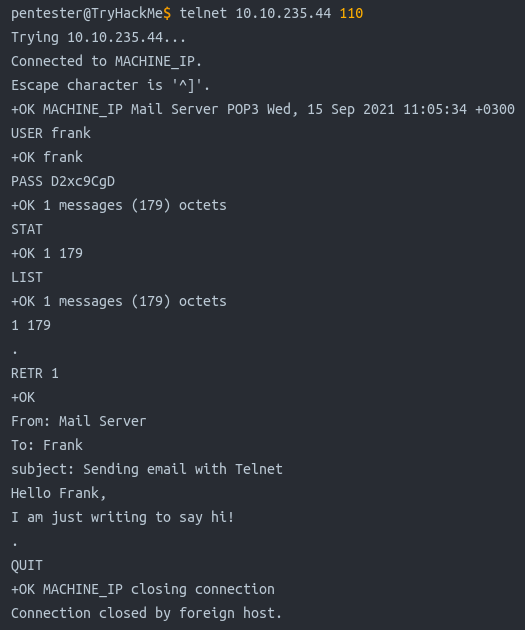 pentester@TryHackMe$ telnet 10.10.235.44 110
Trying 10.10.235.44...
Connected to MACHINE_IP.
Escape character is '^]'.
+OK MACHINE_IP Mail Server POP3 Wed, 15 Sep 2021 11:05:34 +0300
USER frank
+OK frank
PASS D2xc9CgD
+OK 1 messages (179) octets
STAT
+OK 1 179
LIST
+OK 1 messages (179) octets
1 179
.
RETR 1
+OK
From: Mail Server
To: Frank
subject: Sending email with Telnet
Hello Frank,
I am just writing to say hi!
.
QUIT
+OK MACHINE_IP closing connection
Connection closed by foreign host.